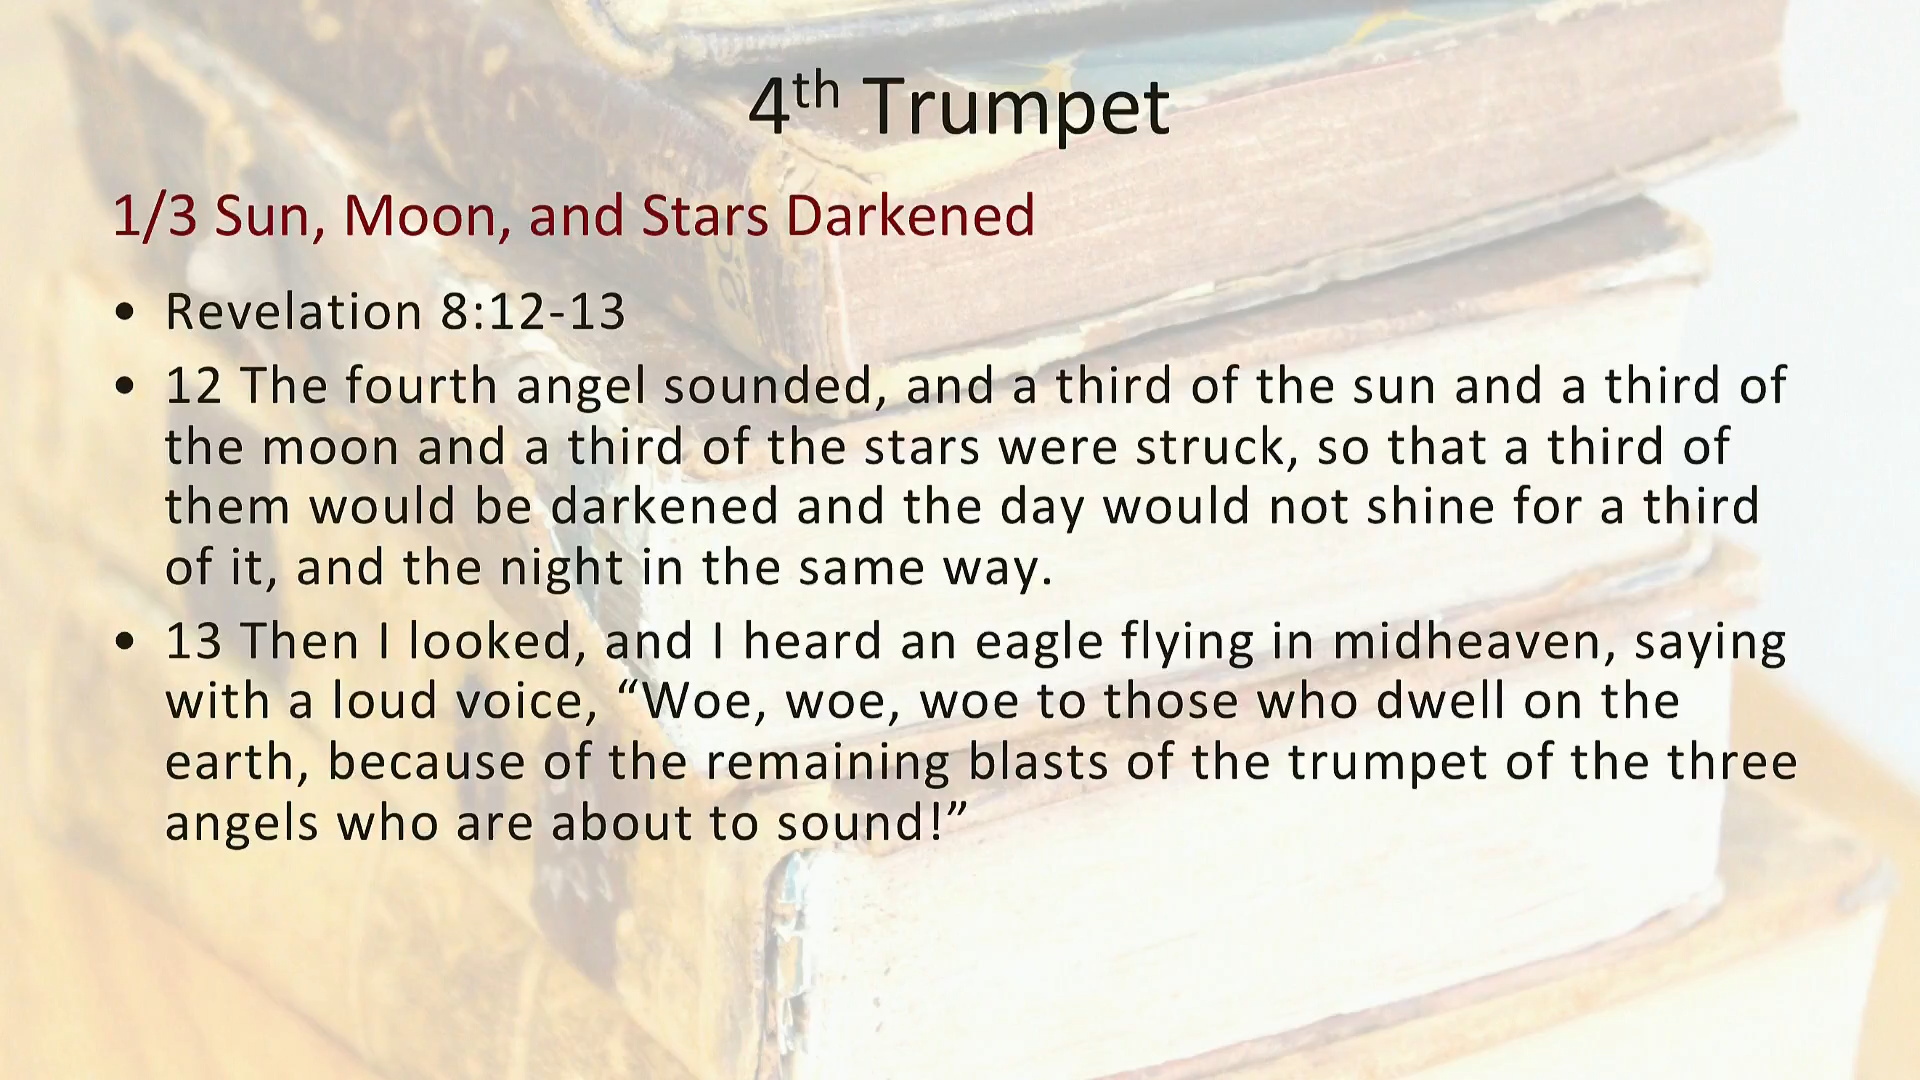 4th Trumpet
1/3 Sun, Moon, and Stars Darkened
• Revelation 8:12-13
• 12 The fourth angel sounded, and a third of the sun and a third of
the moon and a third of the stars were struck, so that a third of
them would be darkened and the day would not shine for a third
of it, and the night in the same way.
• 13 Then I looked, and I heard an eagle flying in midheaven, saying
with a loud voice, “Woe, woe, woe to those who dwell on the
earth, because of the remaining blasts of the trumpet of the three
angels who are about to sound!”